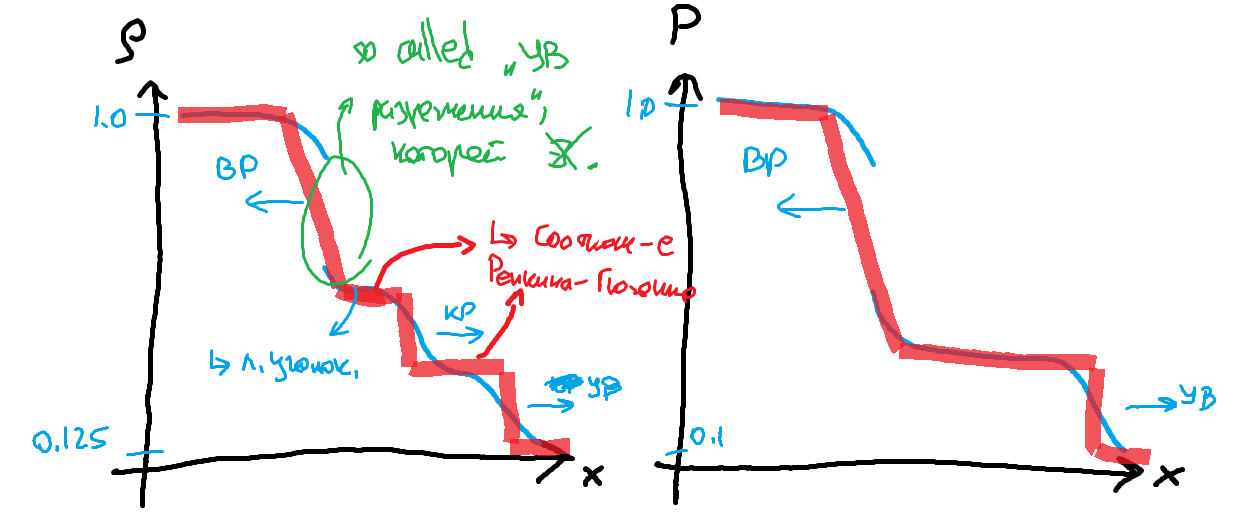 ρ
1.0
so called „УВ
разрежения",
которой ∄.
ВР
↳ Соотнош-е
Ренкина-Гюгонио
КР
↳ л. уголок.
УВ
0.125
x
P
1.0
ВР
УВ
0.1
x